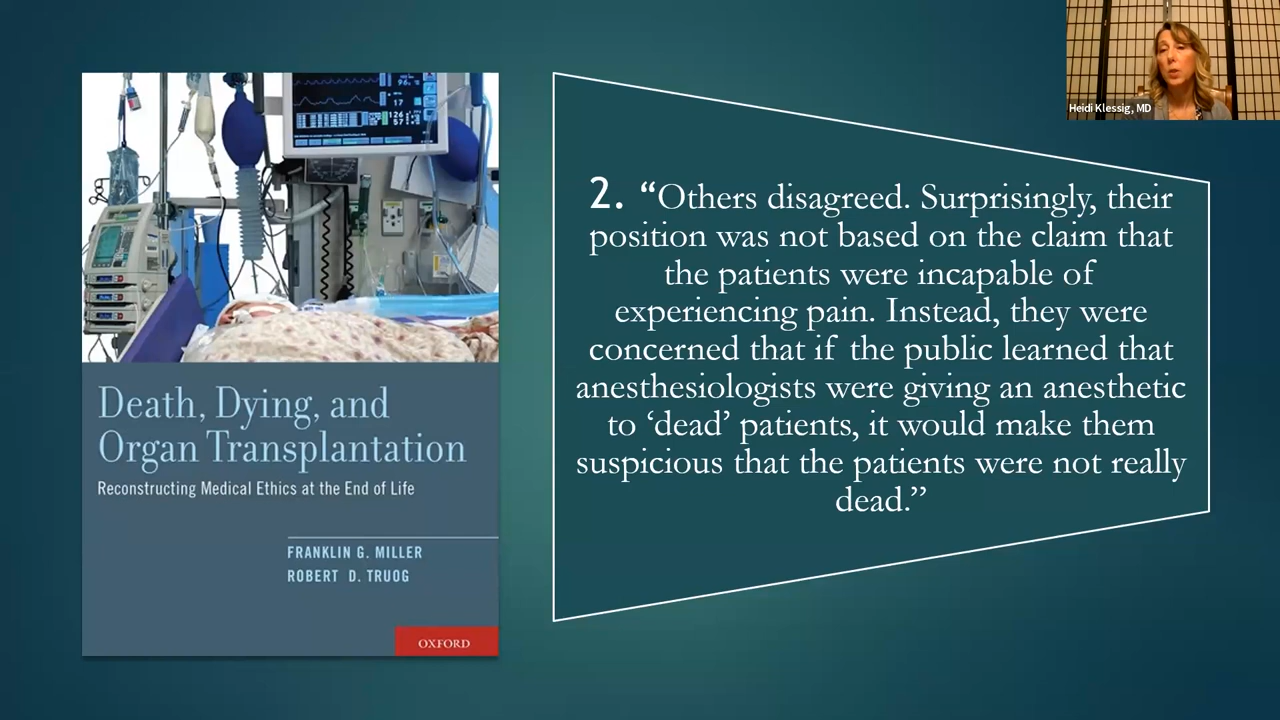 Heidi Klessig, MD
2. “Others disagreed. Surprisingly, their
position was not based on the claim that
the patients were incapable of
experiencing pain. Instead, they were
concerned that if the public learned that
anesthesiologists were giving an anesthetic
to ‘dead’ patients, it would make them
suspicious that the patients were not really
dead.”
Death, Dying, and
Organ Transplantation
Reconstructing Medical Ethics at the End of Life
FRANKLIN G. MILLER
ROBERT D. TRUOG
OXFORD